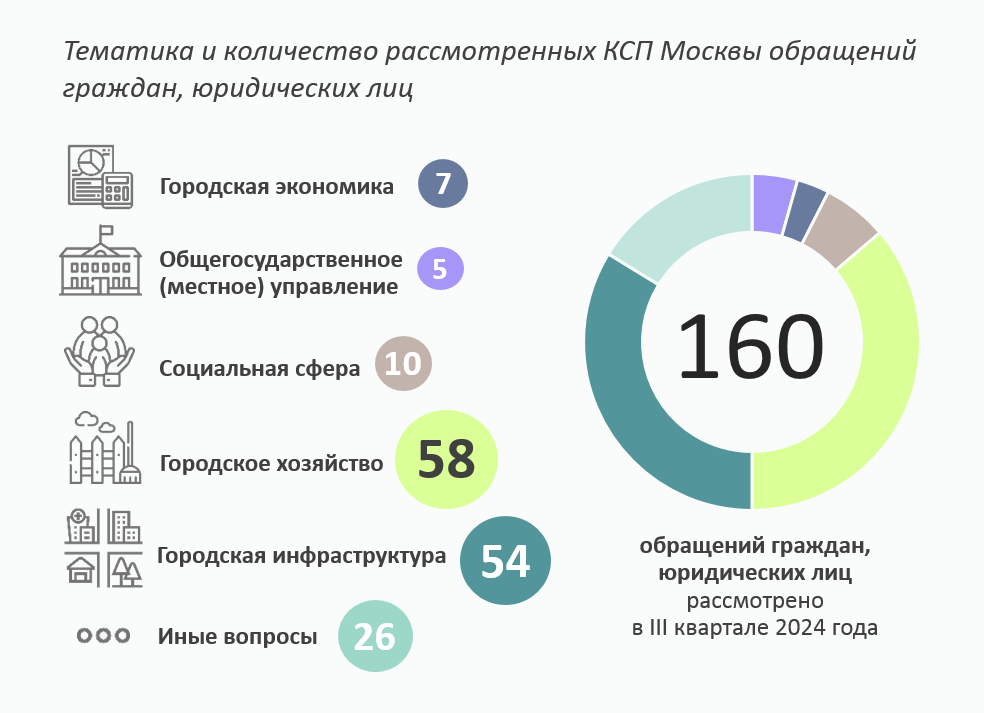 Тематика и количество рассмотренных КСП Москвы обращений
граждан, юридических лиц
Городская экономика
7
Общегосударственное
(местное) управление
5
Социальная сфера
10
Городское хозяйство
58
Городская инфраструктура
54
Иные вопросы
26
160
обращений граждан,
юридических лиц
рассмотрено
в III квартале 2024 года